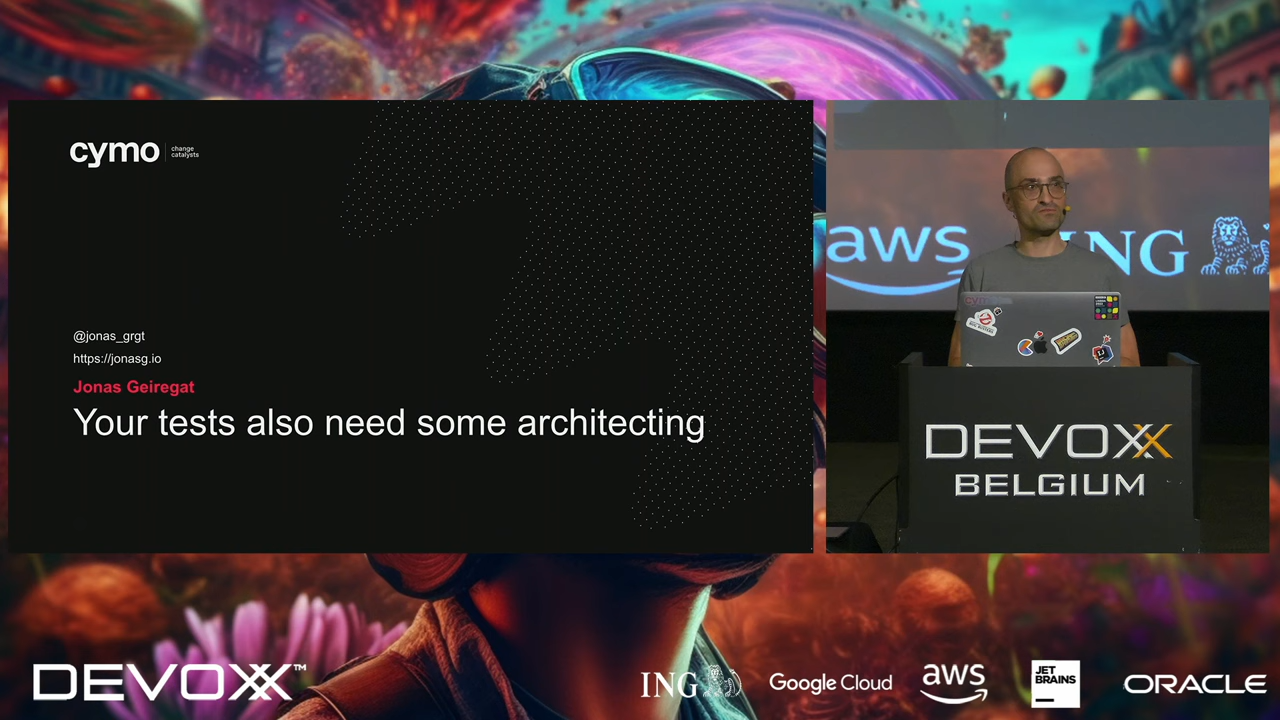 cymo
change
catalysts
@jonas_grgt
https://jonasg.io
Jonas Geiregat
Your tests also need some architecting
aws
ING
DEVOXX
BELGIUM
DEVOXX™
ING
Google Cloud
aws
JET
BRAINS
ORACLE